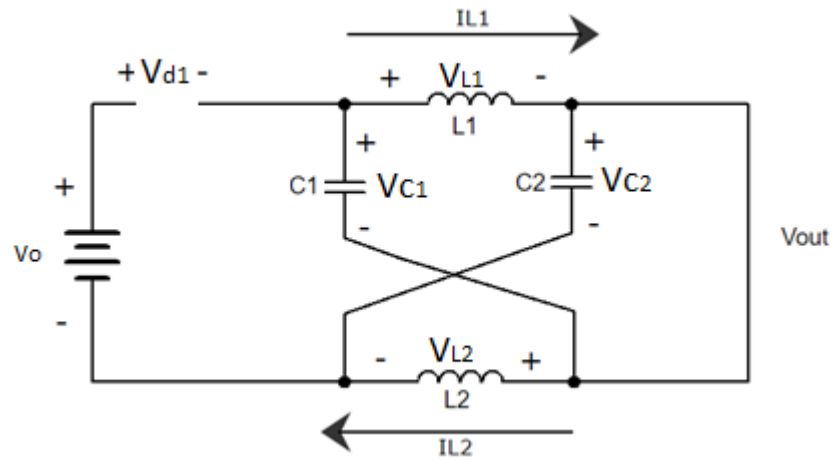 IL1
+ Vd1 -
+ VL1 -
L1
+ +
C1 VC1 C2 VC2
+
- -
Vo Vout
-
- VL2 +
L2
IL2